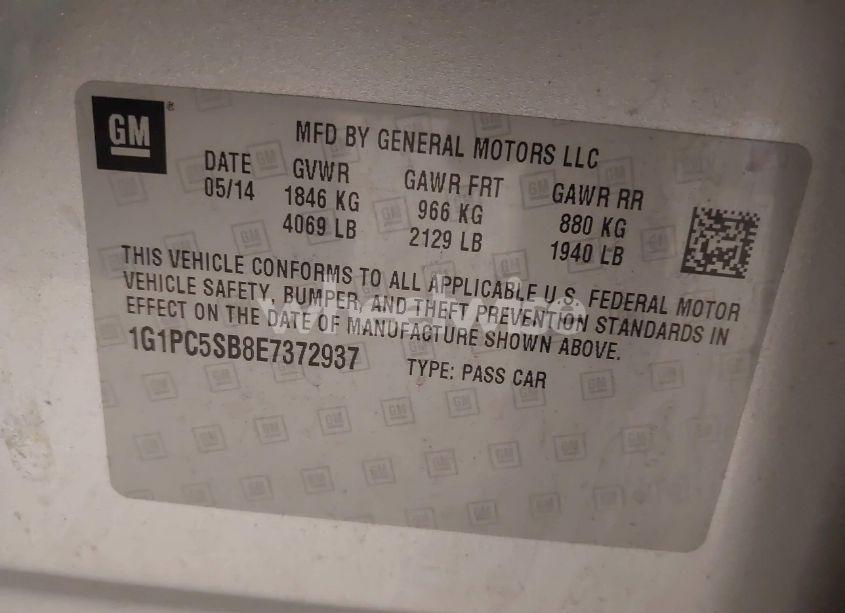 GM
MFD BY GENERAL MOTORS LLC
DATE GVWR GAWR FRT GAWR RR
05/14 1846 KG 966 KG 880 KG
4069 LB 2129 LB 1940 LB
THIS VEHICLE CONFORMS TO ALL APPLICABLE U.S. FEDERAL MOTOR
VEHICLE SAFETY, BUMPER, AND THEFT PREVENTION STANDARDS IN
EFFECT ON THE DATE OF MANUFACTURE SHOWN ABOVE.
1G1PC5SB8E7372937 TYPE: PASS CAR